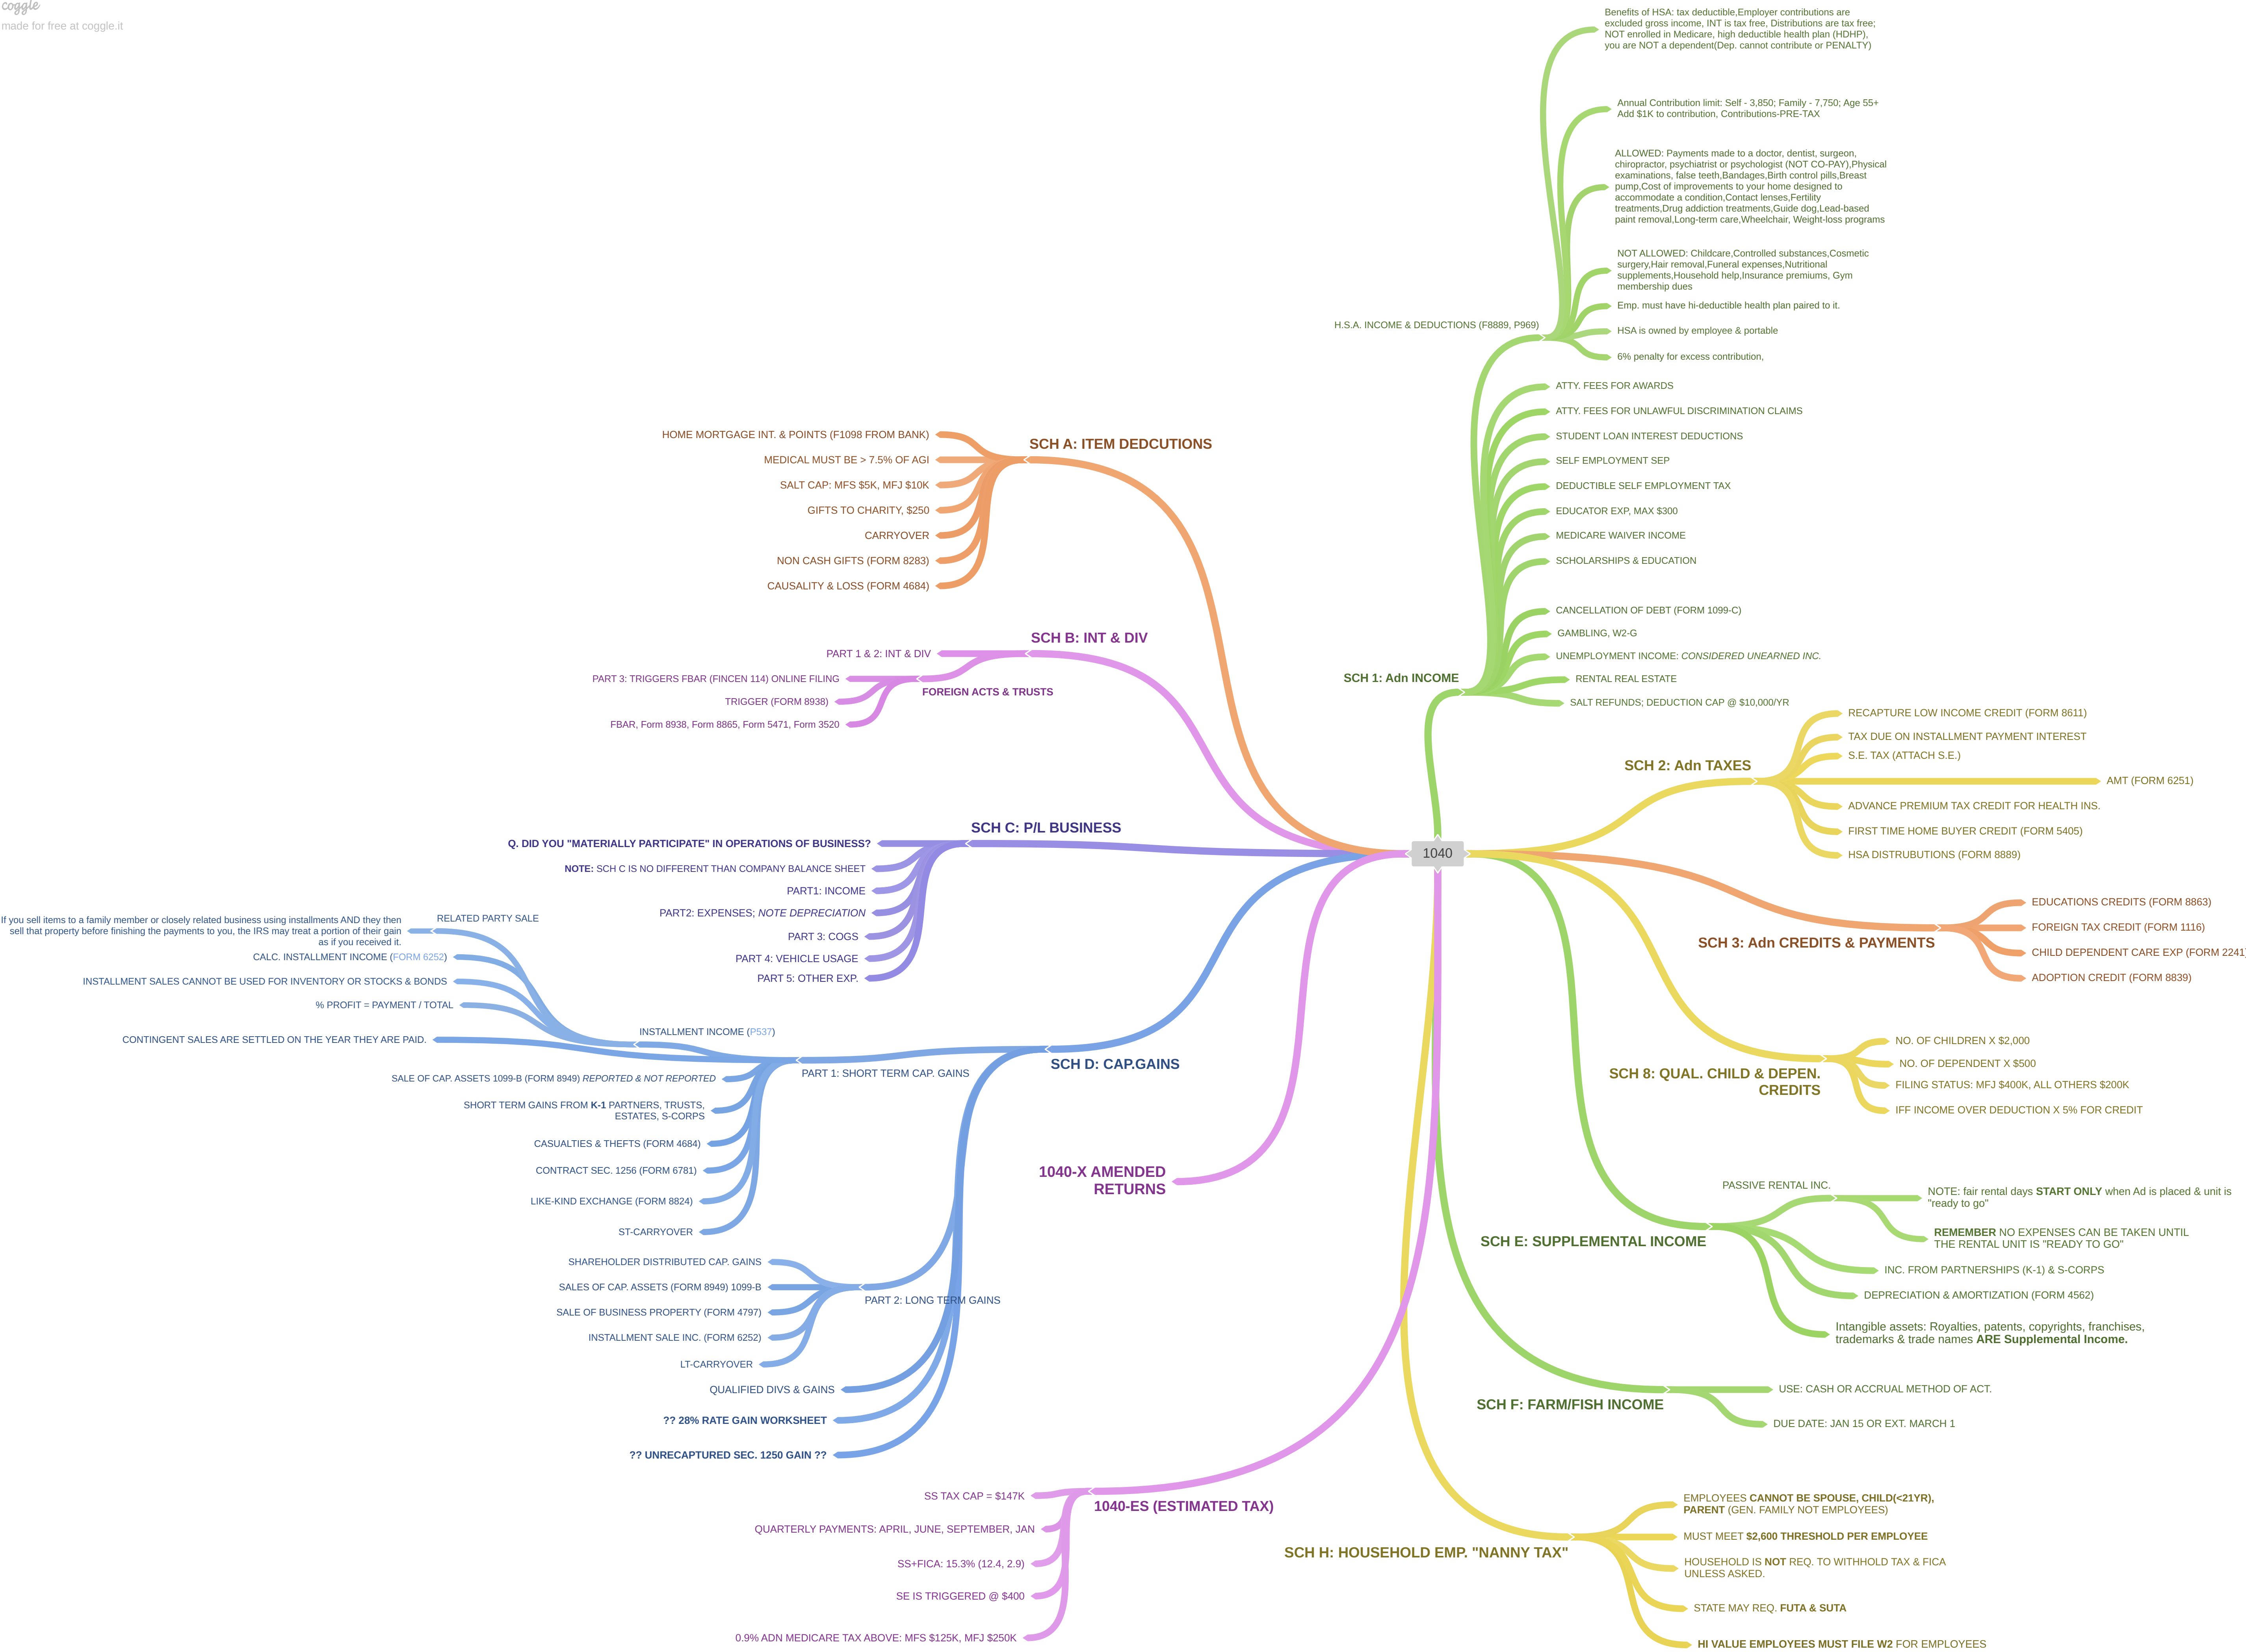 coggle
made for free at coggle.it
1040
SCH 1: Adn INCOME
H.S.A. INCOME & DEDUCTIONS (F8889, P969)
Benefits of HSA: tax deductible,Employer contributions are
excluded gross income, INT is tax free, Distributions are tax free;
NOT enrolled in Medicare, high deductible health plan (HDHP),
you are NOT a dependent(Dep. cannot contribute or PENALTY)
Annual Contribution limit: Self - 3,850; Family - 7,750; Age 55+
Add $1K to contribution, Contributions-PRE-TAX
ALLOWED: Payments made to a doctor, dentist, surgeon,
chiropractor, psychiatrist or psychologist (NOT CO-PAY),Physical
examinations, false teeth,Bandages,Birth control pills,Breast
pump,Cost of improvements to your home designed to
accommodate a condition,Contact lenses,Fertility
treatments,Drug addiction treatments,Guide dog,Lead-based
paint removal,Long-term care,Wheelchair, Weight-loss programs
NOT ALLOWED: Childcare,Controlled substances,Cosmetic
surgery,Hair removal,Funeral expenses,Nutritional
supplements,Household help,Insurance premiums, Gym
membership dues
Emp. must have hi-deductible health plan paired to it.
HSA is owned by employee & portable
6% penalty for excess contribution,
ATTY. FEES FOR AWARDS
ATTY. FEES FOR UNLAWFUL DISCRIMINATION CLAIMS
STUDENT LOAN INTEREST DEDUCTIONS
SELF EMPLOYMENT SEP
DEDUCTIBLE SELF EMPLOYMENT TAX
EDUCATOR EXP, MAX $300
MEDICARE WAIVER INCOME
SCHOLARSHIPS & EDUCATION
CANCELLATION OF DEBT (FORM 1099-C)
GAMBLING, W2-G
UNEMPLOYMENT INCOME: CONSIDERED UNEARNED INC.
RENTAL REAL ESTATE
SALT REFUNDS; DEDUCTION CAP @ $10,000/YR
SCH 2: Adn TAXES
RECAPTURE LOW INCOME CREDIT (FORM 8611)
TAX DUE ON INSTALLMENT PAYMENT INTEREST
S.E. TAX (ATTACH S.E.)
AMT (FORM 6251)
ADVANCE PREMIUM TAX CREDIT FOR HEALTH INS.
FIRST TIME HOME BUYER CREDIT (FORM 5405)
HSA DISTRUBUTIONS (FORM 8889)
SCH 3: Adn CREDITS & PAYMENTS
EDUCATIONS CREDITS (FORM 8863)
FOREIGN TAX CREDIT (FORM 1116)
CHILD DEPENDENT CARE EXP (FORM 2241)
ADOPTION CREDIT (FORM 8839)
SCH 8: QUAL. CHILD & DEPEN.
CREDITS
NO. OF CHILDREN X $2,000
NO. OF DEPENDENT X $500
FILING STATUS: MFJ $400K, ALL OTHERS $200K
IFF INCOME OVER DEDUCTION X 5% FOR CREDIT
SCH E: SUPPLEMENTAL INCOME
PASSIVE RENTAL INC.
NOTE: fair rental days START ONLY when Ad is placed & unit is
"ready to go"
REMEMBER NO EXPENSES CAN BE TAKEN UNTIL
THE RENTAL UNIT IS "READY TO GO"
INC. FROM PARTNERSHIPS (K-1) & S-CORPS
DEPRECIATION & AMORTIZATION (FORM 4562)
Intangible assets: Royalties, patents, copyrights, franchises,
trademarks & trade names ARE Supplemental Income.
SCH F: FARM/FISH INCOME
USE: CASH OR ACCRUAL METHOD OF ACT.
DUE DATE: JAN 15 OR EXT. MARCH 1
SCH H: HOUSEHOLD EMP. "NANNY TAX"
EMPLOYEES CANNOT BE SPOUSE, CHILD(<21YR),
PARENT (GEN. FAMILY NOT EMPLOYEES)
MUST MEET $2,600 THRESHOLD PER EMPLOYEE
HOUSEHOLD IS NOT REQ. TO WITHHOLD TAX & FICA
UNLESS ASKED.
STATE MAY REQ. FUTA & SUTA
HI VALUE EMPLOYEES MUST FILE W2 FOR EMPLOYEES
SCH A: ITEM DEDCUTIONS
HOME MORTGAGE INT. & POINTS (F1098 FROM BANK)
MEDICAL MUST BE > 7.5% OF AGI
SALT CAP: MFS $5K, MFJ $10K
GIFTS TO CHARITY, $250
CARRYOVER
NON CASH GIFTS (FORM 8283)
CAUSALITY & LOSS (FORM 4684)
SCH B: INT & DIV
PART 1 & 2: INT & DIV
FOREIGN ACTS & TRUSTS
PART 3: TRIGGERS FBAR (FINCEN 114) ONLINE FILING
TRIGGER (FORM 8938)
FBAR, Form 8938, Form 8865, Form 5471, Form 3520
SCH C: P/L BUSINESS
Q. DID YOU "MATERIALLY PARTICIPATE" IN OPERATIONS OF BUSINESS?
NOTE: SCH C IS NO DIFFERENT THAN COMPANY BALANCE SHEET
PART1: INCOME
PART2: EXPENSES; NOTE DEPRECIATION
PART 3: COGS
PART 4: VEHICLE USAGE
PART 5: OTHER EXP.
SCH D: CAP.GAINS
PART 1: SHORT TERM CAP. GAINS
INSTALLMENT INCOME (P537)
RELATED PARTY SALE
If you sell items to a family member or closely related business using installments AND they then
sell that property before finishing the payments to you, the IRS may treat a portion of their gain
as if you received it.
CALC. INSTALLMENT INCOME (FORM 6252)
INSTALLMENT SALES CANNOT BE USED FOR INVENTORY OR STOCKS & BONDS
% PROFIT = PAYMENT / TOTAL
CONTINGENT SALES ARE SETTLED ON THE YEAR THEY ARE PAID.
SALE OF CAP. ASSETS 1099-B (FORM 8949) REPORTED & NOT REPORTED
SHORT TERM GAINS FROM K-1 PARTNERS, TRUSTS,
ESTATES, S-CORPS
CASUALTIES & THEFTS (FORM 4684)
CONTRACT SEC. 1256 (FORM 6781)
LIKE-KIND EXCHANGE (FORM 8824)
ST-CARRYOVER
PART 2: LONG TERM GAINS
SHAREHOLDER DISTRIBUTED CAP. GAINS
SALES OF CAP. ASSETS (FORM 8949) 1099-B
SALE OF BUSINESS PROPERTY (FORM 4797)
INSTALLMENT SALE INC. (FORM 6252)
LT-CARRYOVER
QUALIFIED DIVS & GAINS
?? 28% RATE GAIN WORKSHEET
?? UNRECAPTURED SEC. 1250 GAIN ??
1040-X AMENDED
RETURNS
1040-ES (ESTIMATED TAX)
SS TAX CAP = $147K
QUARTERLY PAYMENTS: APRIL, JUNE, SEPTEMBER, JAN
SS+FICA: 15.3% (12.4, 2.9)
SE IS TRIGGERED @ $400
0.9% ADN MEDICARE TAX ABOVE: MFS $125K, MFJ $250K